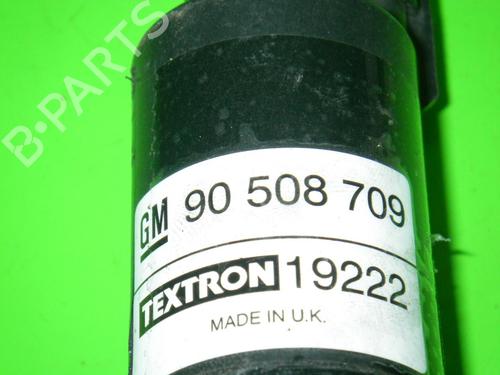 B-PARTS
GM 90 508 709
TEXTRON 19222
MADE IN U.K.